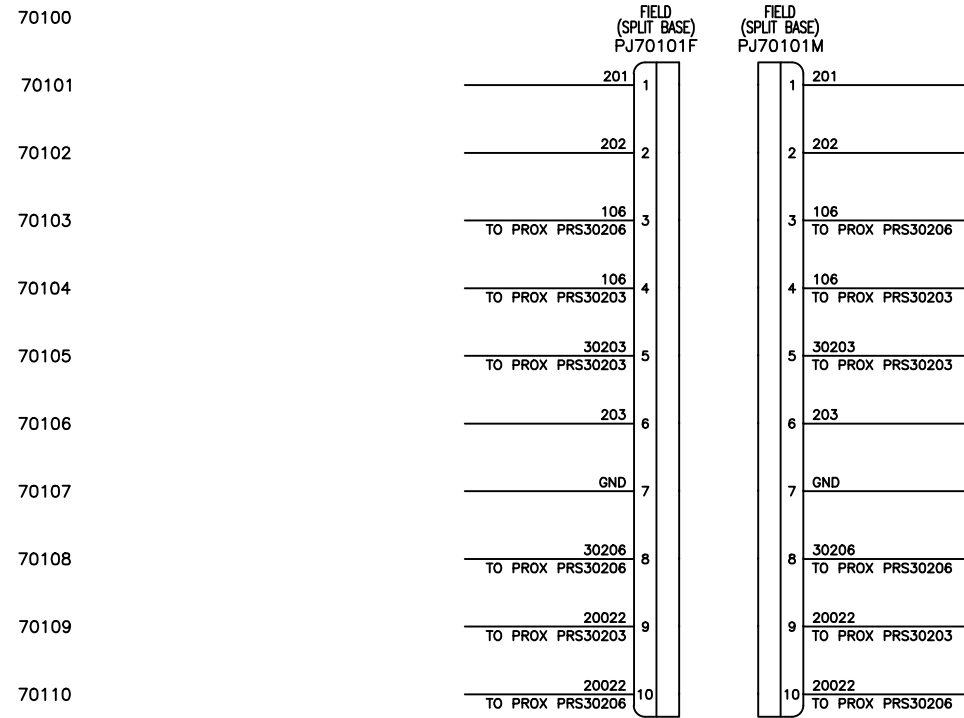 70100
FIELD
(SPLIT BASE)
PJ70101F
FIELD
(SPLIT BASE)
PJ70101M
70101
201
1
1
201
70102
202
2
2
202
70103
106
TO PROX PRS30206
3
3
106
TO PROX PRS30206
70104
106
TO PROX PRS30203
4
4
106
TO PROX PRS30203
70105
30203
TO PROX PRS30203
5
5
30203
TO PROX PRS30203
70106
203
6
6
203
70107
GND
7
7
GND
70108
30206
TO PROX PRS30206
8
8
30206
TO PROX PRS30206
70109
20022
TO PROX PRS30203
9
9
20022
TO PROX PRS30203
70110
20022
TO PROX PRS30206
10
10
20022
TO PROX PRS30206